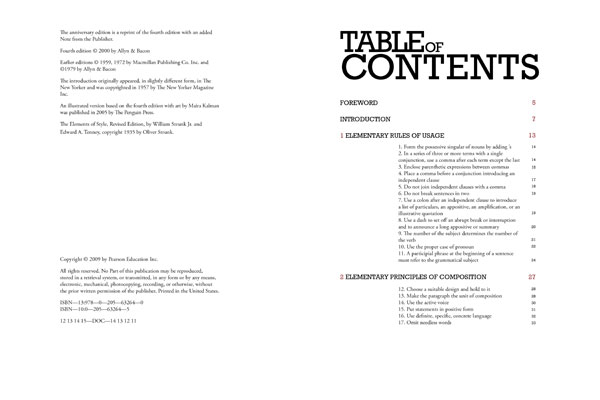 The anniversary edition is a reprint of the fourth edition with an added
Note from the Publisher.
Fourth edition © 2000 by Allyn & Bacon
Earlier editions © 1959, 1972 by Macmillan Publishing Co. Inc. and
©1979 by Allyn & Bacon
The introduction originally appeared, in slightly different form, in The
New Yorker and was copyrighted in 1957 by The New Yorker Magazine
Inc.
An illustrated version based on the fourth edition with art by Maira Kalman
was published in 2005 by The Penguin Press.
The Elements of Style, Revised Edition, by William Strunk Jr. and
Edward A. Tenney, copyright 1935 by Oliver Strunk.
Copyright © 2009 by Pearson Education Inc.
All rights reserved. No Part of this publication may be reproduced,
stored in a retrieval system, or transmitted, in any form or by any means,
electronic, mechanical, photocopying, recording, or otherwise, without
the prior written permission of the publisher. Printed in the United States.
ISBN—13:978—0—205—63264—0
ISBN—10:0—205—63264—5
12 13 14 15—DOC—14 13 12 11
TABLE OF
CONTENTS
FOREWORD 5
INTRODUCTION 7
1 ELEMENTARY RULES OF USAGE 13
1. Form the possessive singular of nouns by adding 's 14
2. In a series of three or more terms with a single
conjunction, use a comma after each term except the last 14
3. Enclose parenthetic expressions between commas 15
4. Place a comma before a conjunction introducing an
independent clause 17
5. Do not join independent clauses with a comma 18
6. Do not break sentences in two 19
7. Use a colon after an independent clause to introduce
a list of particulars, an appositive, an amplification, or an
illustrative quotation 19
8. Use a dash to set off an abrupt break or interruption
and to announce a long appositive or summary 20
9. The number of the subject determines the number of
the verb 21
10. Use the proper case of pronoun
11. A participial phrase at the beginning of a sentence
must refer to the grammatical subject 24
2 ELEMENTARY PRINCIPLES OF COMPOSITION 27
12. Choose a suitable design and hold to it 28
13. Make the paragraph the unit of composition 28
14. Use the active voice 30
15. Put statements in positive form 31
16. Use definite, specific, concrete language 32
17. Omit needless words 33